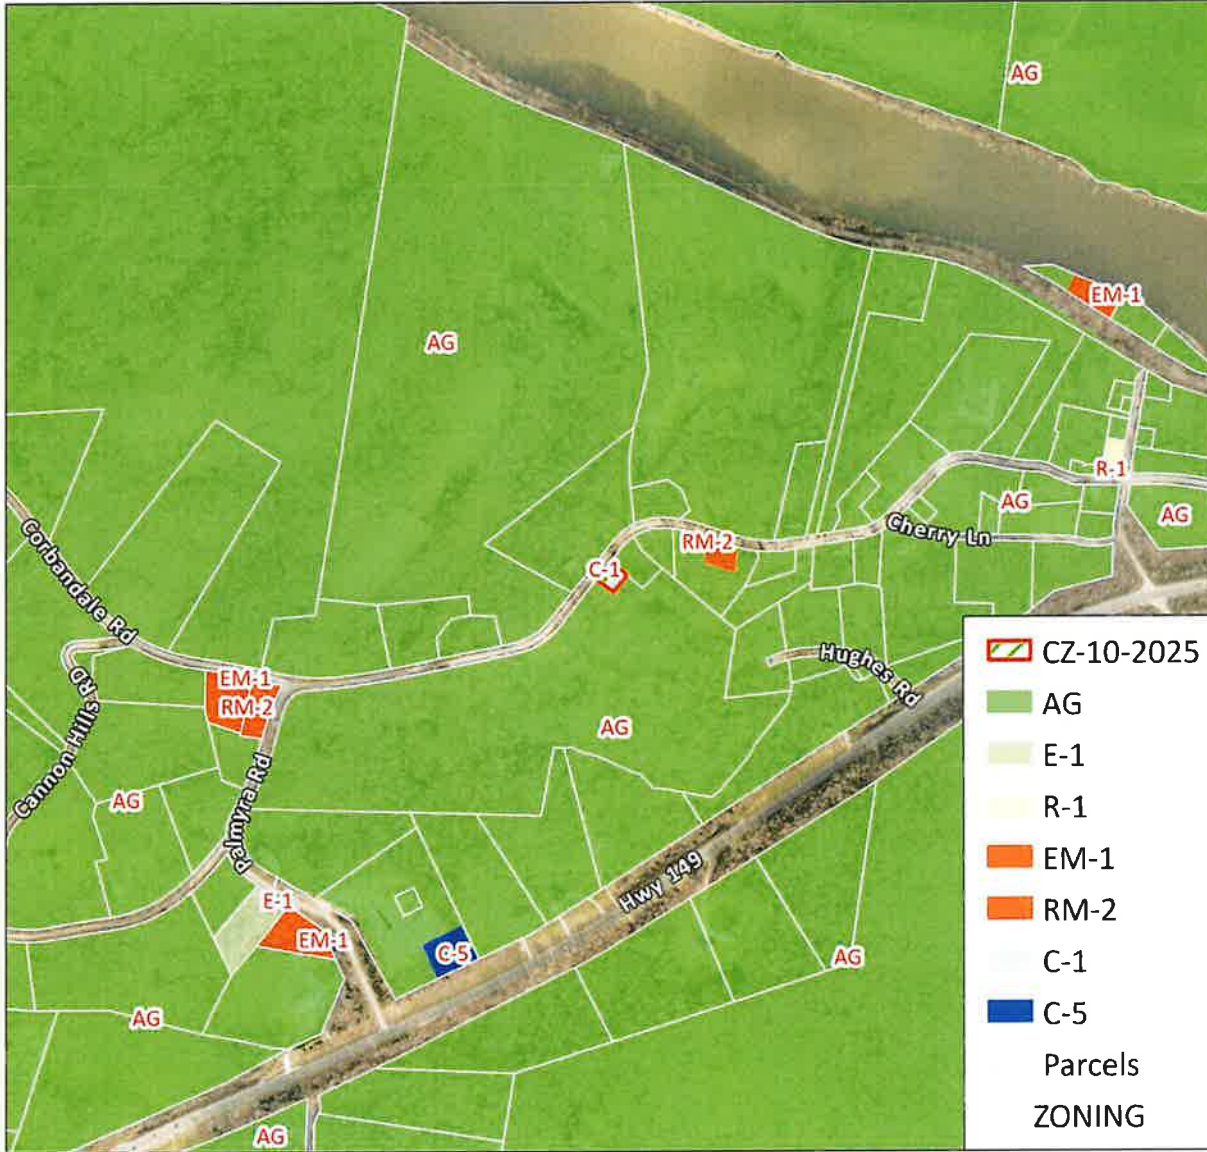 AG
EM-1
AG
R-1
AG
AG
Cherry Ln
RM-2
C-1
Corbandale Rd
Hughes Rd
EM-1
RM-2
Cannon Hills RD
AG
AG
Palmyra Rd
Hwy 149
E-1
EM-1
C-5
AG
AG
AG
CZ-10-2025
AG
E-1
R-1
EM-1
RM-2
C-1
C-5
Parcels
ZONING